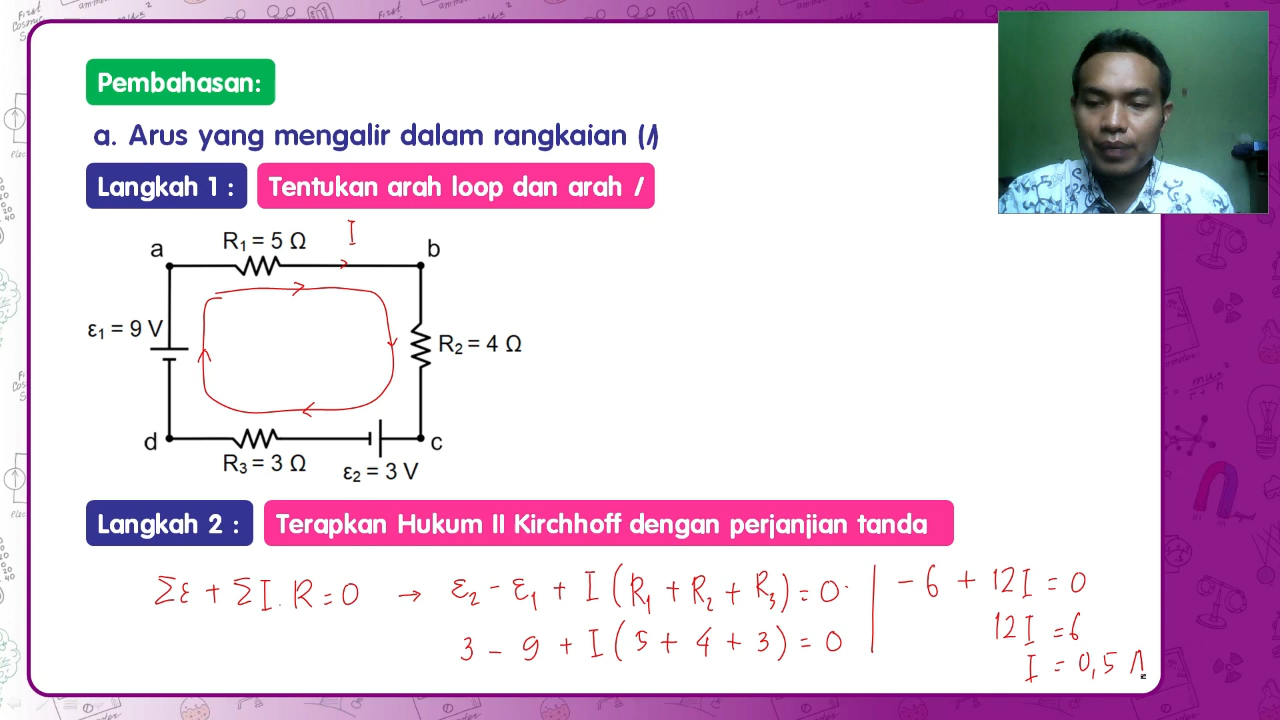 Pembahasan:
a. Arus yang mengalir dalam rangkaian (I)
Langkah 1 : Tentukan arah loop dan arah I
R₁ = 5 Ω
I
a
b
ε₁ = 9 V
R₂ = 4 Ω
d
c
R₃ = 3 Ω
ε₂ = 3 V
Langkah 2 : Terapkan Hukum II Kirchhoff dengan perjanjian tanda
Σε + ΣI.R = 0 → ε₂ - ε₁ + I (R₁ + R₂ + R₃) = 0
3 - 9 + I (5 + 4 + 3) = 0
- 6 + 12I = 0
12I = 6
I = 0,5 A